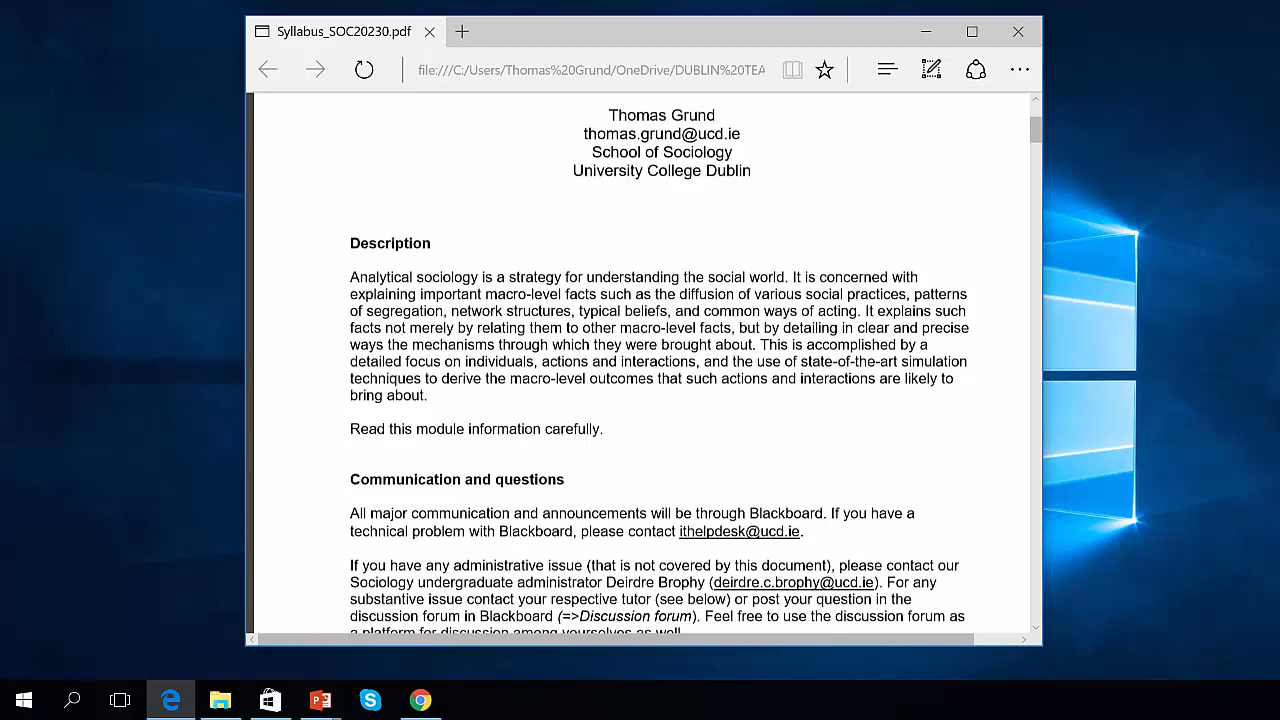 Syllabus_SOC20230.pdf
file:///C:/Users/Thomas%20Grund/OneDrive/DUBLIN%20TEA
Thomas Grund
thomas.grund@ucd.ie
School of Sociology
University College Dublin
Description
Analytical sociology is a strategy for understanding the social world. It is concerned with
explaining important macro-level facts such as the diffusion of various social practices, patterns
of segregation, network structures, typical beliefs, and common ways of acting. It explains such
facts not merely by relating them to other macro-level facts, but by detailing in clear and precise
ways the mechanisms through which they were brought about. This is accomplished by a
detailed focus on individuals, actions and interactions, and the use of state-of-the-art simulation
techniques to derive the macro-level outcomes that such actions and interactions are likely to
bring about.
Read this module information carefully.
Communication and questions
All major communication and announcements will be through Blackboard. If you have a
technical problem with Blackboard, please contact ithelpdesk@ucd.ie.
If you have any administrative issue (that is not covered by this document), please contact our
Sociology undergraduate administrator Deirdre Brophy (deirdre.c.brophy@ucd.ie). For any
substantive issue contact your respective tutor (see below) or post your question in the
discussion forum in Blackboard (=>Discussion forum). Feel free to use the discussion forum as
a platform for discussion among yourselves as well.